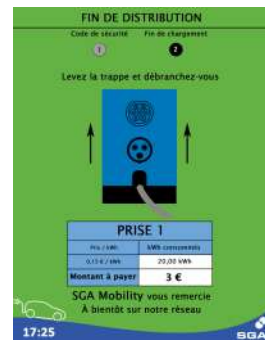 FIN DE DISTRIBUTION
Code de sécurité Fin de chargement
1 2
Levez la trappe et débranchez-vous
PRISE 1
Prix / kWh kWh consommés
0,15 € / kWh 20,00 kWh
Montant à payer 3 €
SGA Mobility vous remercie
À bientôt sur notre réseau
17:25 SGA